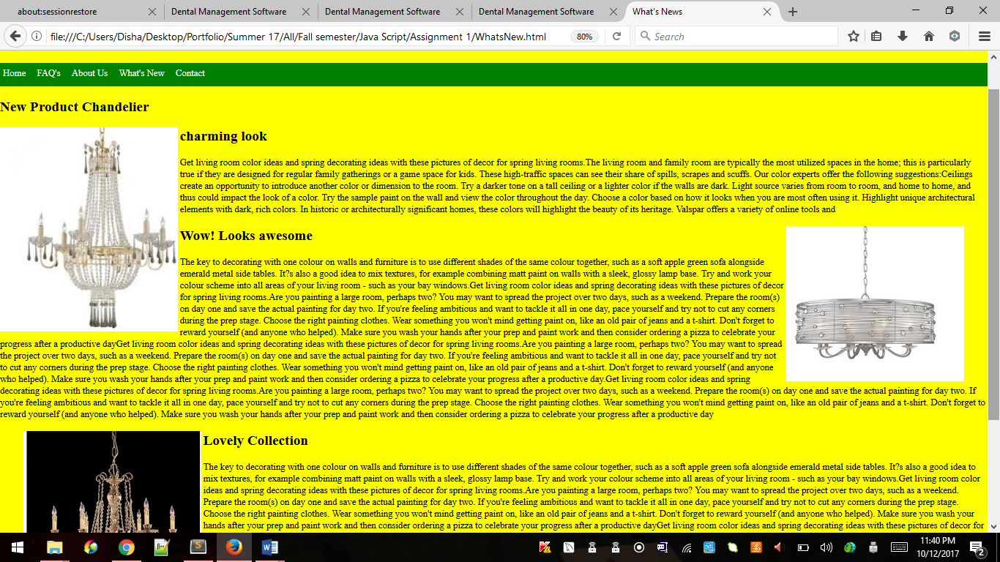 about:sessionrestore
Dental Management Software
Dental Management Software
Dental Management Software
What's News
file:///C:/Users/Disha/Desktop/Portfolio/Summer 17/All/Fall semester/Java Script/Assignment 1/WhatsNew.html
80%
Search
Home FAQ's About Us What's New Contact
New Product Chandelier
charming look
Get living room color ideas and spring decorating ideas with these pictures of decor for spring living rooms.The living room and family room are typically the most utilized spaces in the home; this is particularly
true if they are designed for regular family gatherings or a game space for kids. These high-traffic spaces can see their share of spills, scrapes and scuffs. Our color experts offer the following suggestions:Ceilings
create an opportunity to introduce another color or dimension to the room. Try a darker tone on a tall ceiling or a lighter color if the walls are dark. Light source varies from room to room, and home to home, and
thus could impact the look of a color. Try the sample paint on the wall and view the color throughout the day. Choose a color based on how it looks when you are most often using it. Highlight unique architectural
elements with dark, rich colors. In historic or architecturally significant homes, these colors will highlight the beauty of its heritage. Valspar offers a variety of online tools and
Wow! Looks awesome
The key to decorating with one colour on walls and furniture is to use different shades of the same colour together, such as a soft apple green sofa alongside
emerald metal side tables. It?s also a good idea to mix textures, for example combining matt paint on walls with a sleek, glossy lamp base. Try and work your
colour scheme into all areas of your living room - such as your bay windows.Get living room color ideas and spring decorating ideas with these pictures of decor
for spring living rooms.Are you painting a large room, perhaps two? You may want to spread the project over two days, such as a weekend. Prepare the room(s)
on day one and save the actual painting for day two. If you're feeling ambitious and want to tackle it all in one day, pace yourself and try not to cut any corners
during the prep stage. Choose the right painting clothes. Wear something you won't mind getting paint on, like an old pair of jeans and a t-shirt. Don't forget to
reward yourself (and anyone who helped). Make sure you wash your hands after your prep and paint work and then consider ordering a pizza to celebrate your
progress after a productive dayGet living room color ideas and spring decorating ideas with these pictures of decor for spring living rooms.Are you painting a large room, perhaps two? You may want to spread
the project over two days, such as a weekend. Prepare the room(s) on day one and save the actual painting for day two. If you're feeling ambitious and want to tackle it all in one day, pace yourself and try not
to cut any corners during the prep stage. Choose the right painting clothes. Wear something you won't mind getting paint on, like an old pair of jeans and a t-shirt. Don't forget to reward yourself (and anyone
who helped). Make sure you wash your hands after your prep and paint work and then consider ordering a pizza to celebrate your progress after a productive day.Get living room color ideas and spring
decorating ideas with these pictures of decor for spring living rooms.Are you painting a large room, perhaps two? You may want to spread the project over two days, such as a weekend. Prepare the room(s) on day one and save the actual painting for day two. If
you're feeling ambitious and want to tackle it all in one day, pace yourself and try not to cut any corners during the prep stage. Choose the right painting clothes. Wear something you won't mind getting paint on, like an old pair of jeans and a t-shirt. Don't forget to
reward yourself (and anyone who helped). Make sure you wash your hands after your prep and paint work and then consider ordering a pizza to celebrate your progress after a productive day
Lovely Collection
The key to decorating with one colour on walls and furniture is to use different shades of the same colour together, such as a soft apple green sofa alongside emerald metal side tables. It?s also a good idea to
mix textures, for example combining matt paint on walls with a sleek, glossy lamp base. Try and work your colour scheme into all areas of your living room - such as your bay windows.Get living room color
ideas and spring decorating ideas with these pictures of decor for spring living rooms.Are you painting a large room, perhaps two? You may want to spread the project over two days, such as a weekend.
Prepare the room(s) on day one and save the actual painting for day two. If you're feeling ambitious and want to tackle it all in one day, pace yourself and try not to cut any corners during the prep stage.
Choose the right painting clothes. Wear something you won't mind getting paint on, like an old pair of jeans and a t-shirt. Don't forget to reward yourself (and anyone who helped). Make sure you wash your
hands after your prep and paint work and then consider ordering a pizza to celebrate your progress after a productive dayGet living room color ideas and spring decorating ideas with these pictures of decor for
11:40 PM
10/12/2017
2